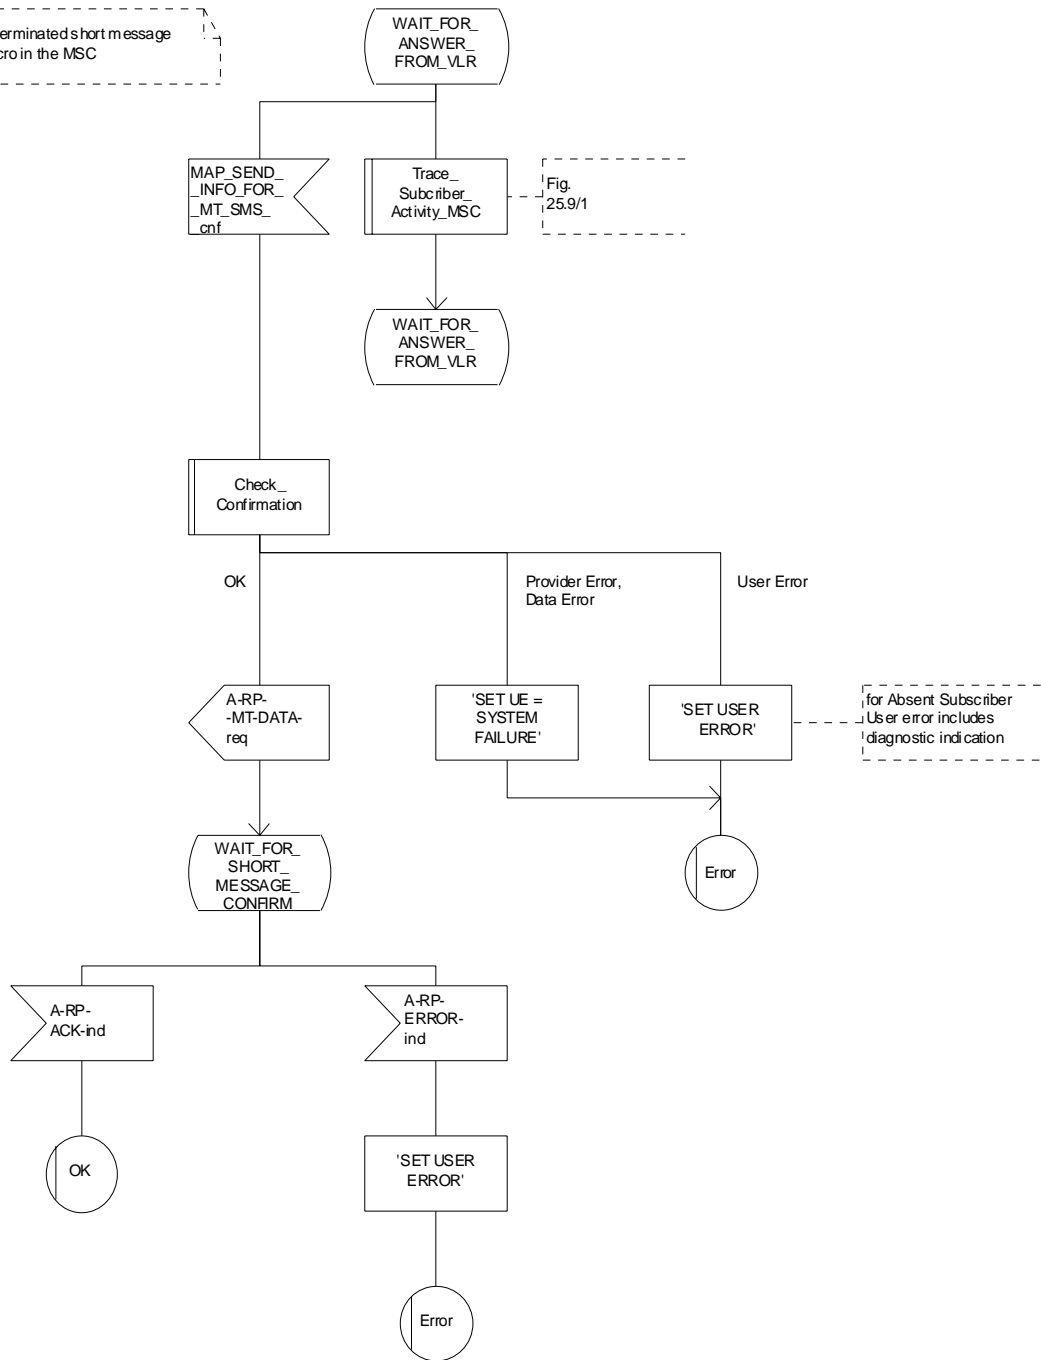 erminated short message
cro in the MSC
WAIT_FOR_
ANSWER_
FROM_VLR
MAP_SEND_
_INFO_FOR_
_MT_SMS_
cnf
Trace_
Subcriber_
Activity_MSC
Fig.
25.9/1
WAIT_FOR_
ANSWER_
FROM_VLR
Check_
Confirmation
OK
Provider Error,
Data Error
User Error
A-RP-
-MT-DATA-
req
'SET UE =
SYSTEM
FAILURE'
'SET USER
ERROR'
for Absent Subscriber
User error includes
diagnostic indication
WAIT_FOR_
SHORT_
MESSAGE_
CONFIRM
Error
A-RP-
ACK-ind
A-RP-
ERROR-
ind
OK
'SET USER
ERROR'
Error